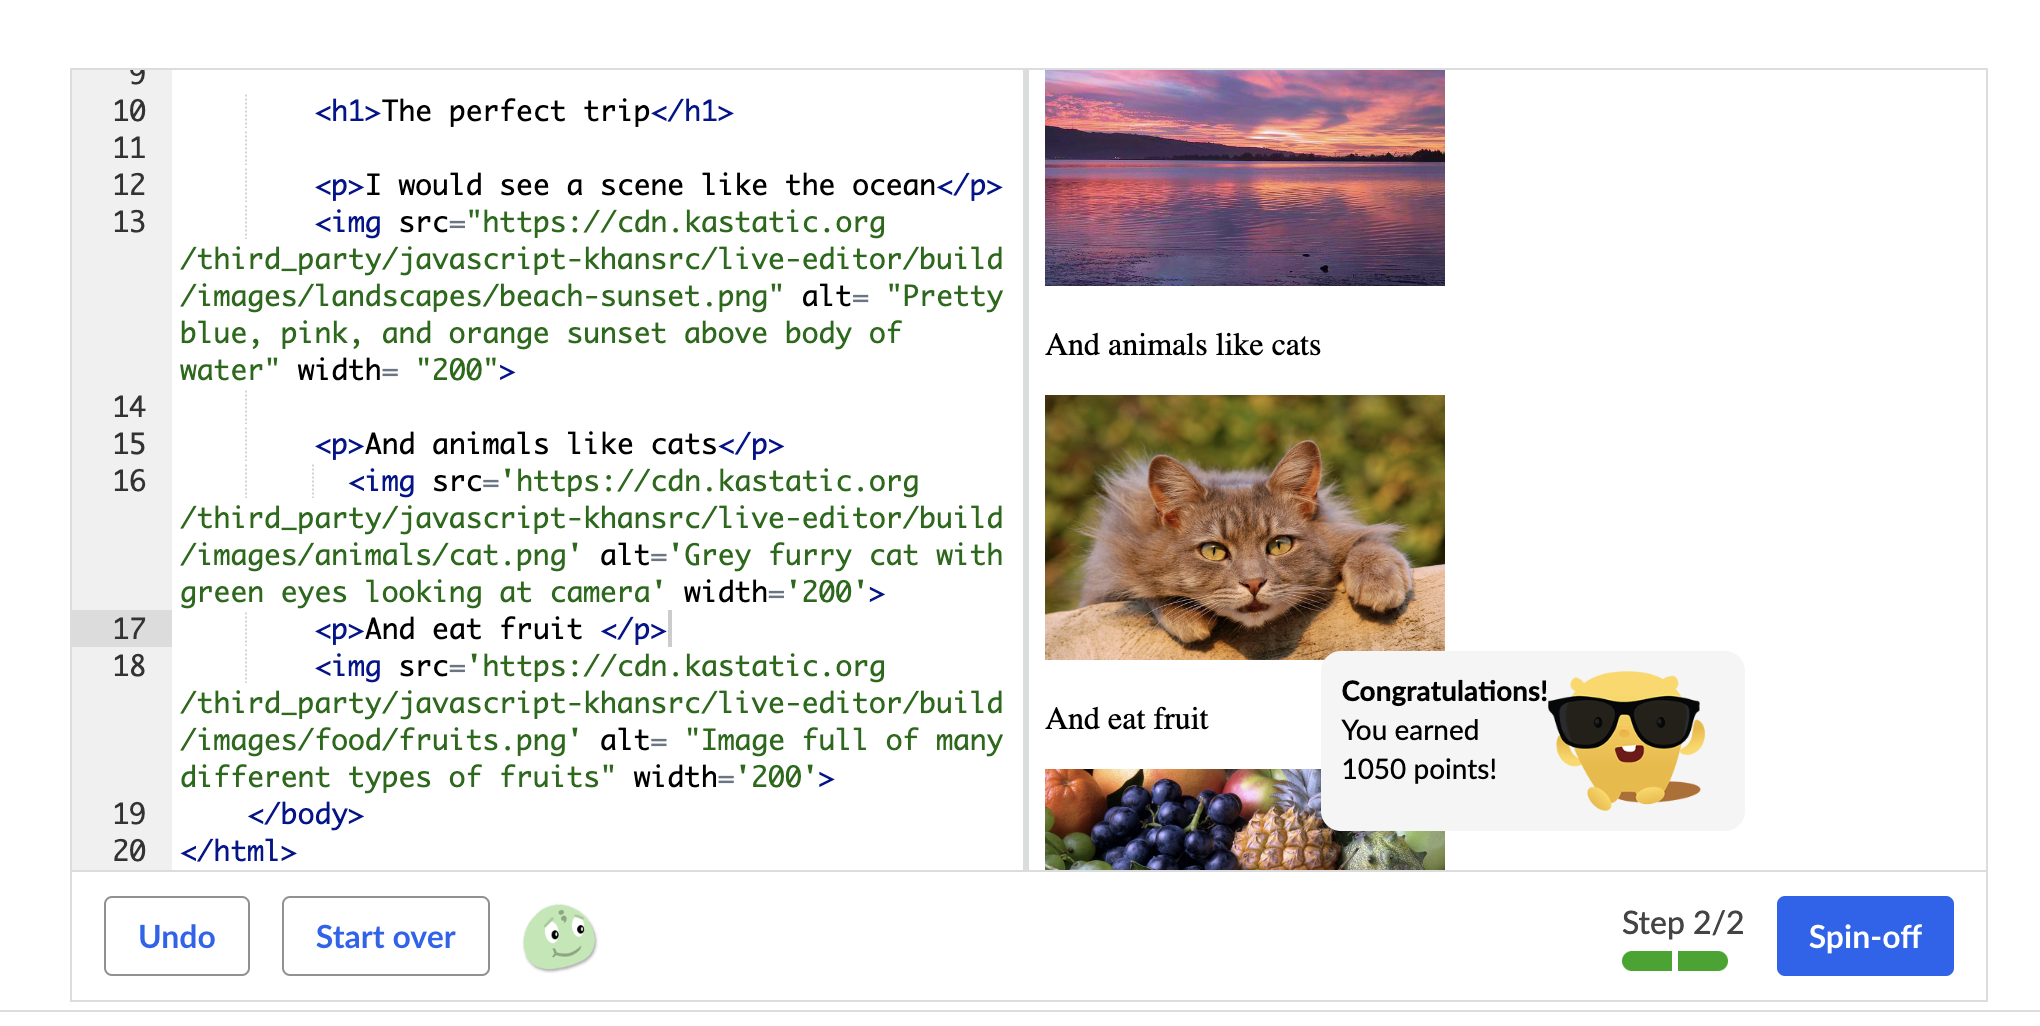 9
10 <h1>The perfect trip</h1>
11
12 <p>I would see a scene like the ocean</p>
13 <img src="https://cdn.kastatic.org
/third_party/javascript-khansrc/live-editor/build
/images/landscapes/beach-sunset.png" alt= "Pretty
blue, pink, and orange sunset above body of
water" width= "200">
14
15 <p>And animals like cats</p>
16 <img src='https://cdn.kastatic.org
/third_party/javascript-khansrc/live-editor/build
/images/animals/cat.png' alt='Grey furry cat with
green eyes looking at camera' width='200'>
17 <p>And eat fruit </p>
18 <img src='https://cdn.kastatic.org
/third_party/javascript-khansrc/live-editor/build
/images/food/fruits.png' alt= "Image full of many
different types of fruits" width='200'>
19 </body>
20 </html>
And animals like cats
And eat fruit
Congratulations!
You earned
1050 points!
Undo
Start over
Step 2/2
Spin-off